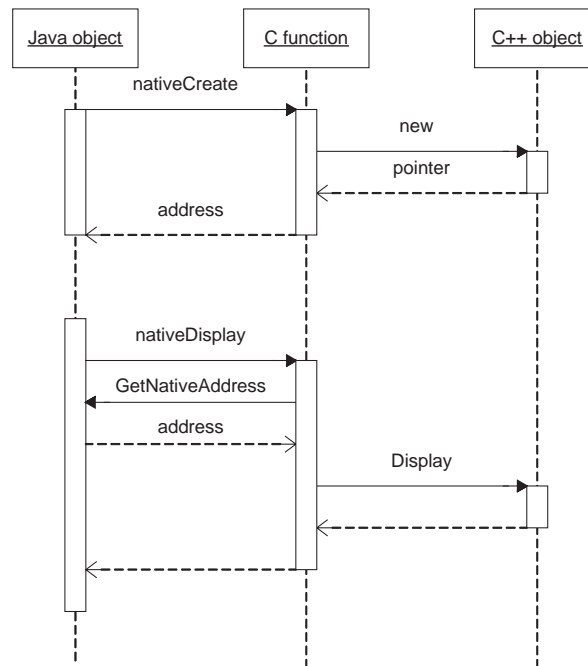 Java object
C function
C++ object
nativeCreate
new
pointer
address
nativeDisplay
GetNativeAddress
address
Display